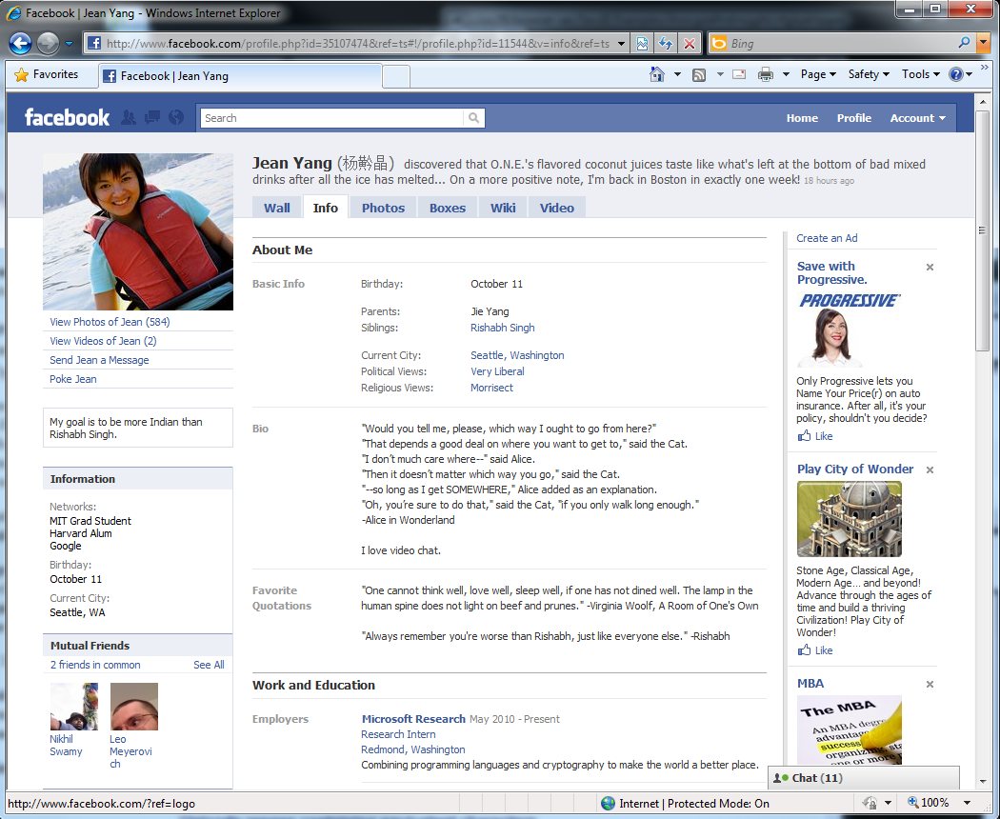 Facebook | Jean Yang - Windows Internet Explorer
http://www.facebook.com/profile.php?id=35107474&ref=ts#!/profile.php?id=11544&v=info&ref=ts
Bing
Favorites
Facebook | Jean Yang
Page
Safety
Tools
facebook
Search
Home Profile Account
Jean Yang (杨龄晶) discovered that O.N.E.'s flavored coconut juices taste like what's left at the bottom of bad mixed
drinks after all the ice has melted... On a more positive note, I'm back in Boston in exactly one week! 18 hours ago
Wall Info Photos Boxes Wiki Video
View Photos of Jean (584)
View Videos of Jean (2)
Send Jean a Message
Poke Jean
My goal is to be more Indian than
Rishabh Singh.
Information
Networks:
MIT Grad Student
Harvard Alum
Google
Birthday:
October 11
Current City:
Seattle, WA
Mutual Friends
2 friends in common See All
Nikhil
Swamy
Leo
Meyerovi
ch
About Me
Basic Info
Birthday: October 11
Parents: Jie Yang
Siblings: Rishabh Singh
Current City: Seattle, Washington
Political Views: Very Liberal
Religious Views: Morrisect
Bio
"Would you tell me, please, which way I ought to go from here?"
"That depends a good deal on where you want to get to," said the Cat.
"I don't much care where--" said Alice.
"Then it doesn't matter which way you go," said the Cat.
"--so long as I get SOMEWHERE," Alice added as an explanation.
"Oh, you're sure to do that," said the Cat, "if you only walk long enough."
-Alice in Wonderland
I love video chat.
Favorite
Quotations
"One cannot think well, love well, sleep well, if one has not dined well. The lamp in the
human spine does not light on beef and prunes." -Virginia Woolf, A Room of One's Own
"Always remember you're worse than Rishabh, just like everyone else." -Rishabh
Work and Education
Employers
Microsoft Research May 2010 - Present
Research Intern
Redmond, Washington
Combining programming languages and cryptography to make the world a better place.
Create an Ad
Save with
Progressive.
PROGRESSIVE
Only Progressive lets you
Name Your Price(r) on auto
insurance. After all, it's your
policy, shouldn't you decide?
Like
Play City of Wonder
Stone Age, Classical Age,
Modern Age... and beyond!
Advance through the ages of
time and build a thriving
Civilization! Play City of
Wonder!
Like
MBA
The MBA
An MBA degre
advantag
success
organizin
one or more
Chat (11)
http://www.facebook.com/?ref=logo
Internet | Protected Mode: On
100%